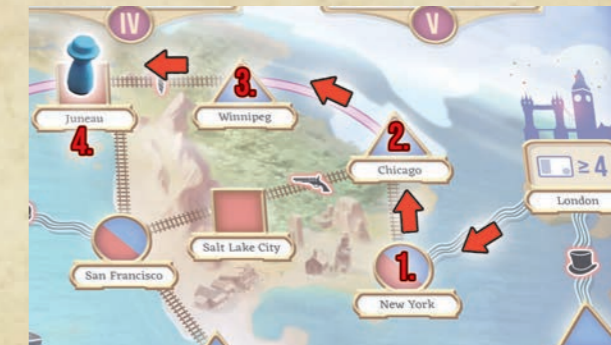 IV
V
Juneau
4.
Winnipeg
3.
Chicago
2.
≥4
London
Salt Lake City
San Francisco
1.
New York